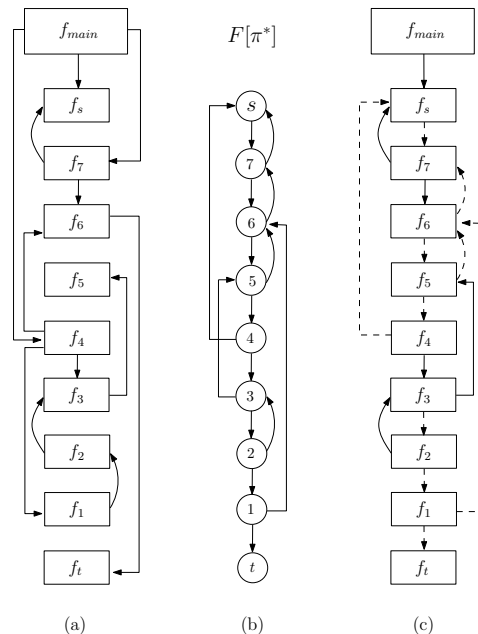 f_main
f_s
f_7
f_6
f_5
f_4
f_3
f_2
f_1
f_t
(a)
F[π*]
s
7
6
5
4
3
2
1
t
(b)
f_main
f_s
f_7
f_6
f_5
f_4
f_3
f_2
f_1
f_t
(c)